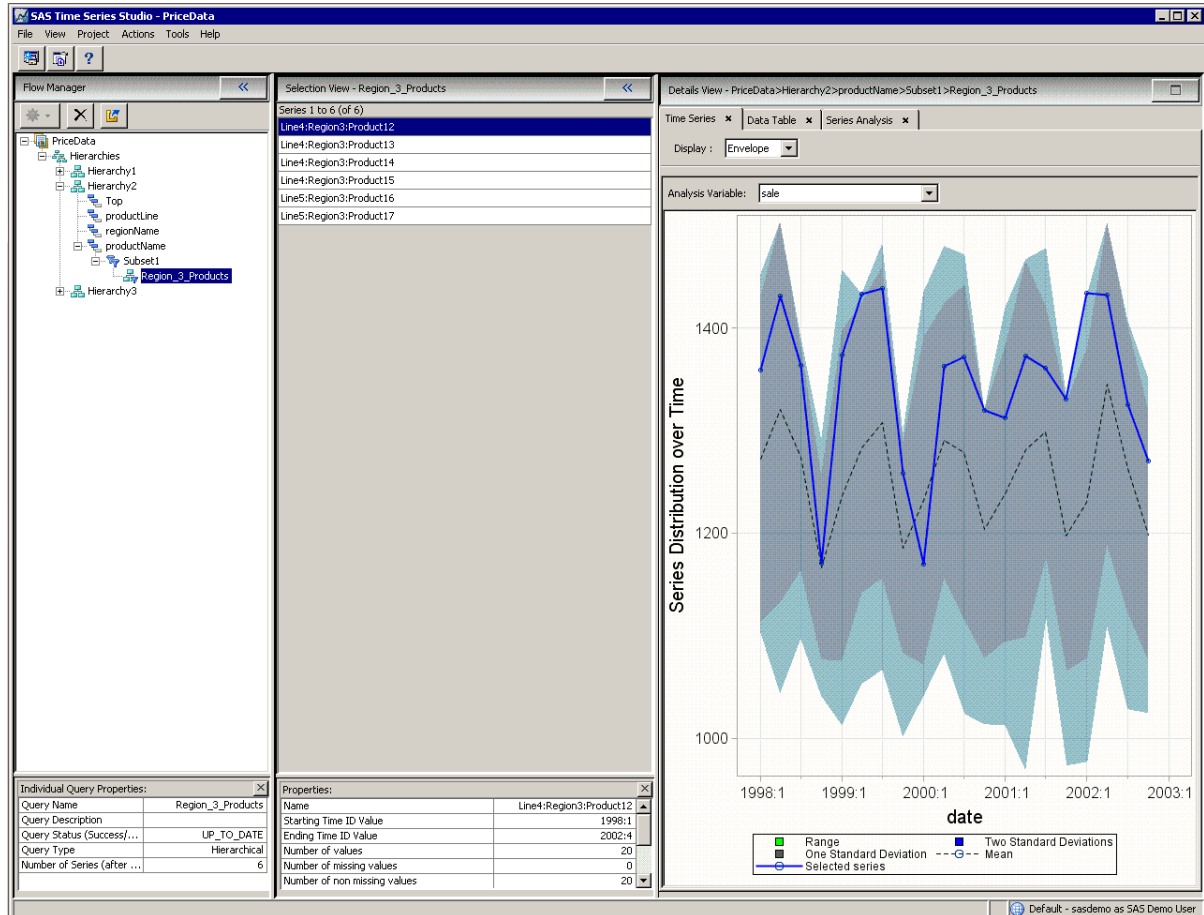 SAS Time Series Studio - PriceData
File View Project Actions Tools Help
Flow Manager
PriceData
Hierarchies
Hierarchy1
Hierarchy2
Top
productLine
regionName
productName
Subset1
Region_3_Products
Hierarchy3
Individual Query Properties:
Query Name Region_3_Products
Query Description
Query Status (Success/... UP_TO_DATE
Query Type Hierarchical
Number of Series (after ... 6
Selection View - Region_3_Products
Series 1 to 6 (of 6)
Line4:Region3:Product12
Line4:Region3:Product13
Line4:Region3:Product14
Line4:Region3:Product15
Line5:Region3:Product16
Line5:Region3:Product17
Properties:
Name Line4:Region3:Product12
Starting Time ID Value 1998:1
Ending Time ID Value 2002:4
Number of values 20
Number of missing values 0
Number of non missing values 20
Details View - PriceData>Hierarchy2>productName>Subset1>Region_3_Products
Time Series Data Table Series Analysis
Display : Envelope
Analysis Variable: sale
Series Distribution over Time
1400
1200
1000
1998:1 1999:1 2000:1 2001:1 2002:1 2003:1
date
Range Two Standard Deviations
One Standard Deviation Mean
Selected series
Default - sasdemo as SAS Demo User